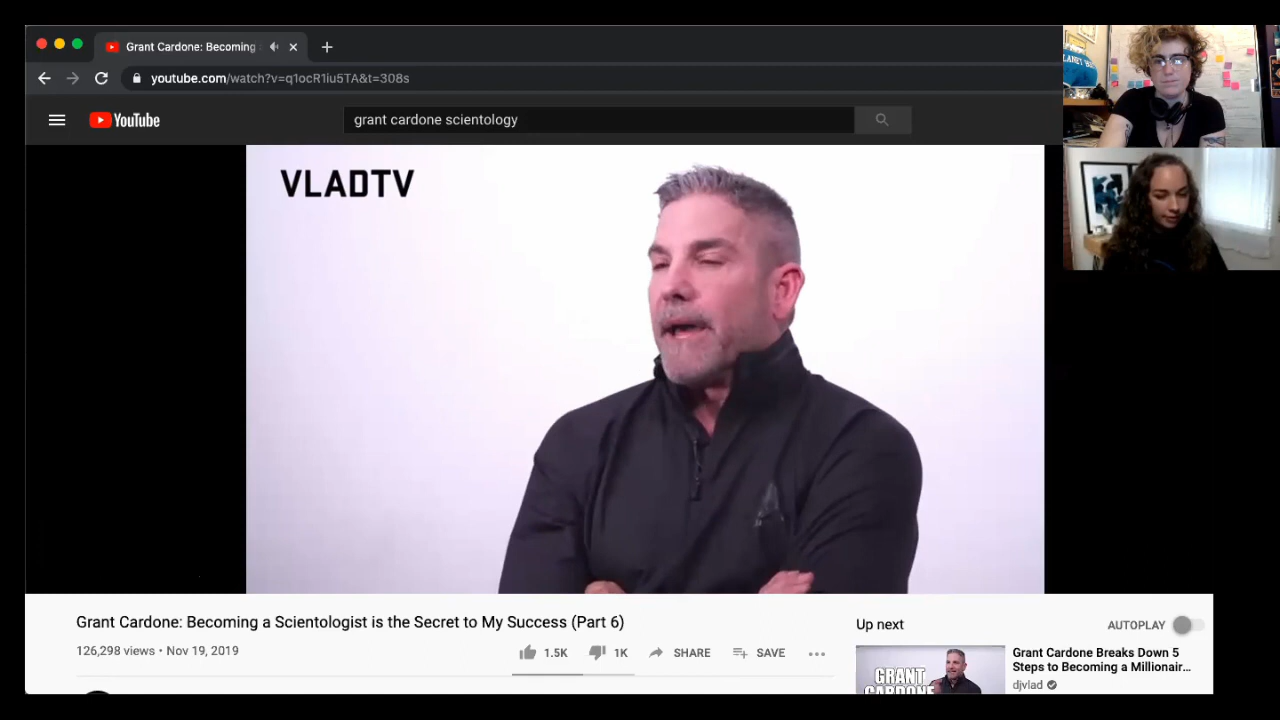 Grant Cardone: Becoming
youtube.com/watch?v=q1ocR1iu5TA&t=308s
YouTube
grant cardone scientology
VLADTV
Grant Cardone: Becoming a Scientologist is the Secret to My Success (Part 6)
126,298 views • Nov 19, 2019
1.5K
1K
SHARE
SAVE
Up next
AUTOPLAY
GRANT
CARDONE
Grant Cardone Breaks Down 5
Steps to Becoming a Millionair...
djvlad